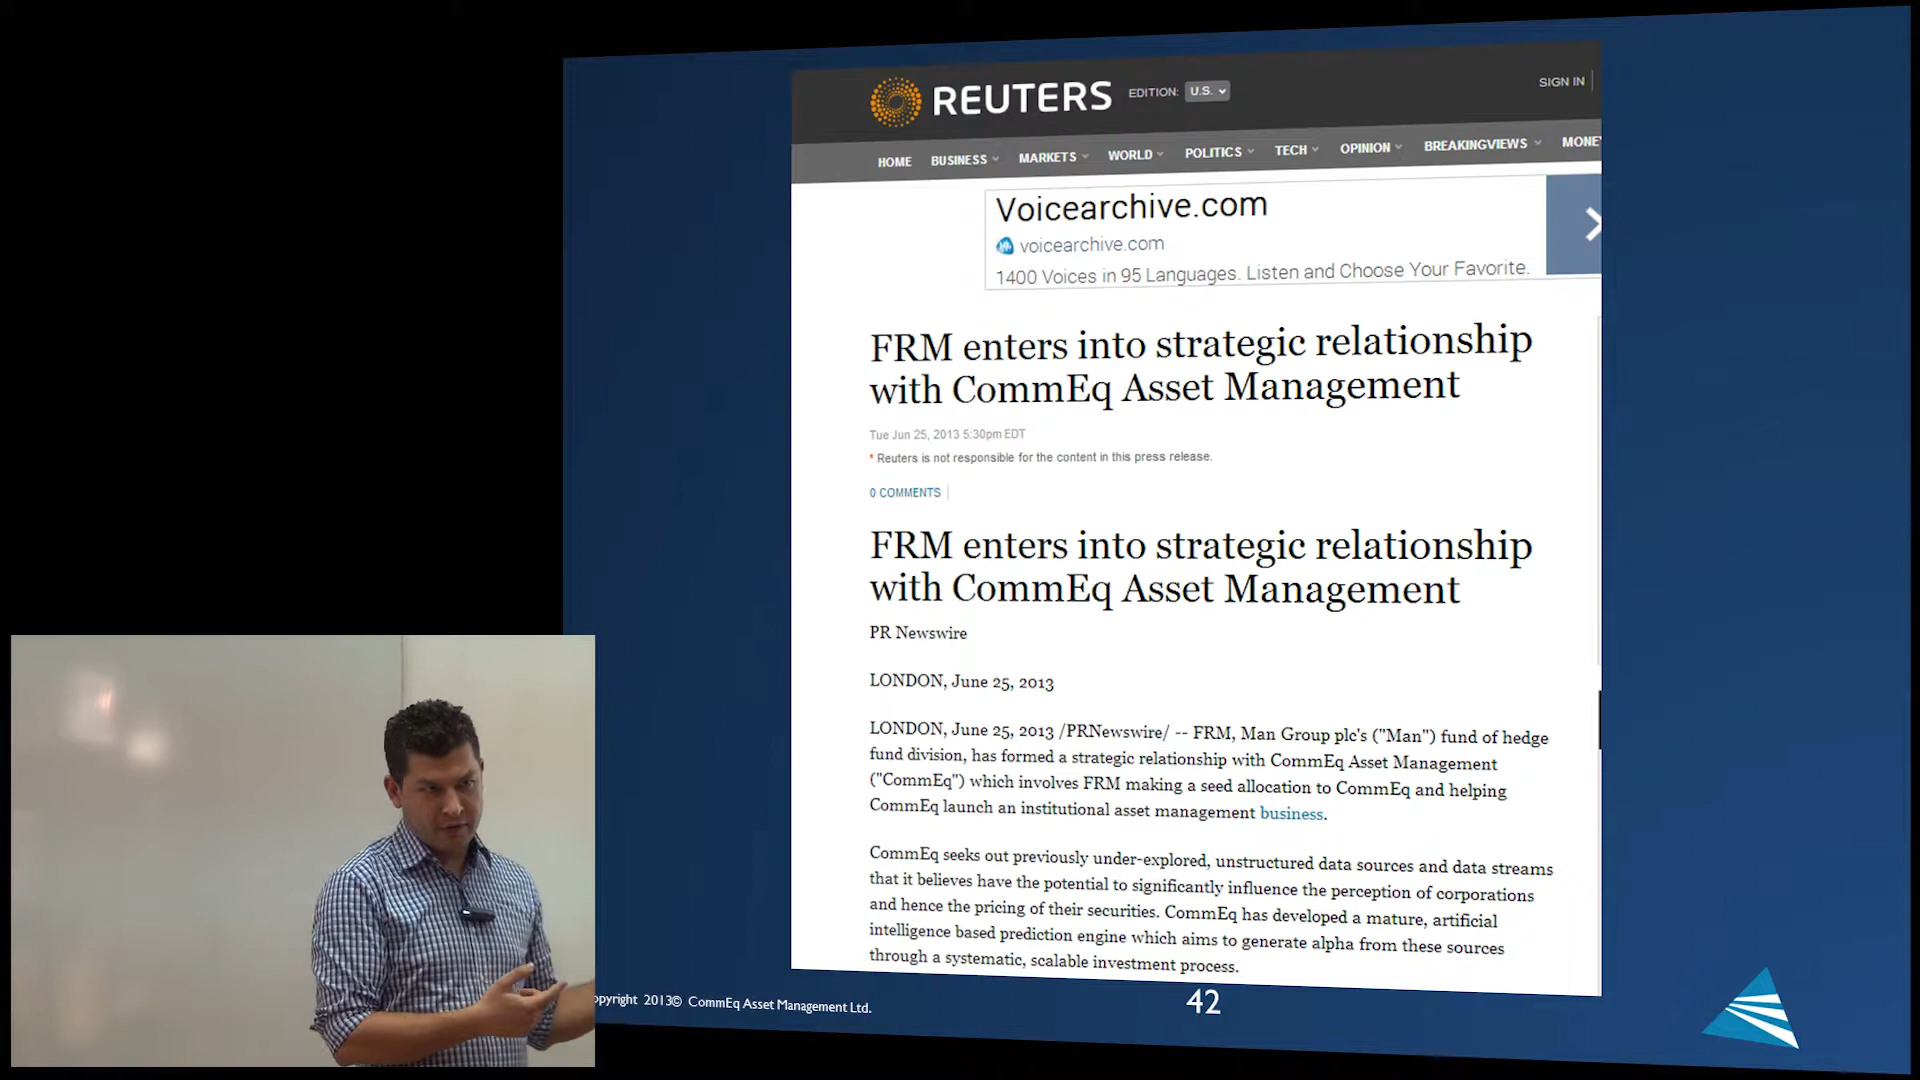 REUTERS EDITION: U.S.
SIGN IN
HOME BUSINESS MARKETS WORLD POLITICS TECH OPINION BREAKINGVIEWS MONE
Voicearchive.com
voicearchive.com
1400 Voices in 95 Languages. Listen and Choose Your Favorite.
FRM enters into strategic relationship
with CommEq Asset Management
Tue Jun 25, 2013 5:30pm EDT
* Reuters is not responsible for the content in this press release.
0 COMMENTS
FRM enters into strategic relationship
with CommEq Asset Management
PR Newswire
LONDON, June 25, 2013
LONDON, June 25, 2013 /PRNewswire/ -- FRM, Man Group plc's ("Man") fund of hedge
fund division, has formed a strategic relationship with CommEq Asset Management
("CommEq") which involves FRM making a seed allocation to CommEq and helping
CommEq launch an institutional asset management business.
CommEq seeks out previously under-explored, unstructured data sources and data streams
that it believes have the potential to significantly influence the perception of corporations
and hence the pricing of their securities. CommEq has developed a mature, artificial
intelligence based prediction engine which aims to generate alpha from these sources
through a systematic, scalable investment process.
opyright 2013© CommEq Asset Management Ltd.
42